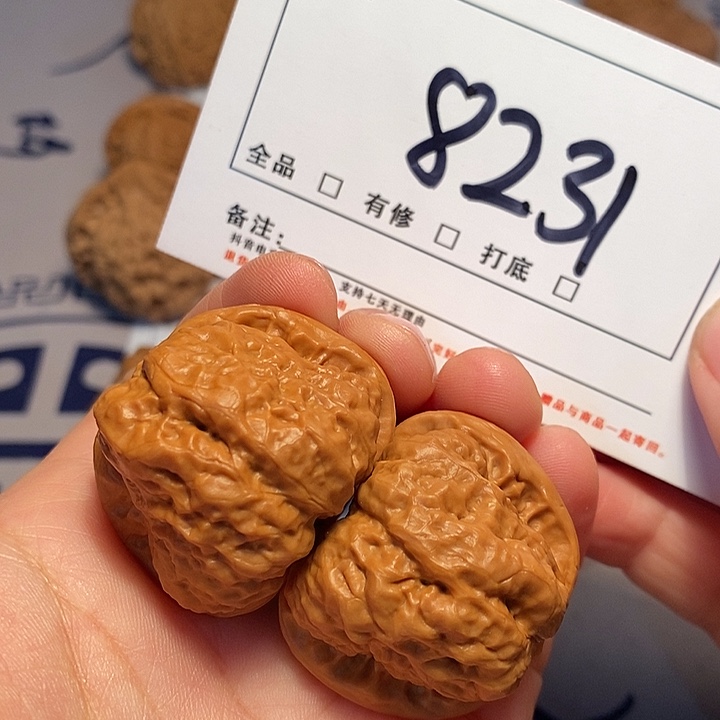 8231
全品 □ 有修 □ 打底 □
备注:
支持七天无理由
赠品与商品一起寄回。